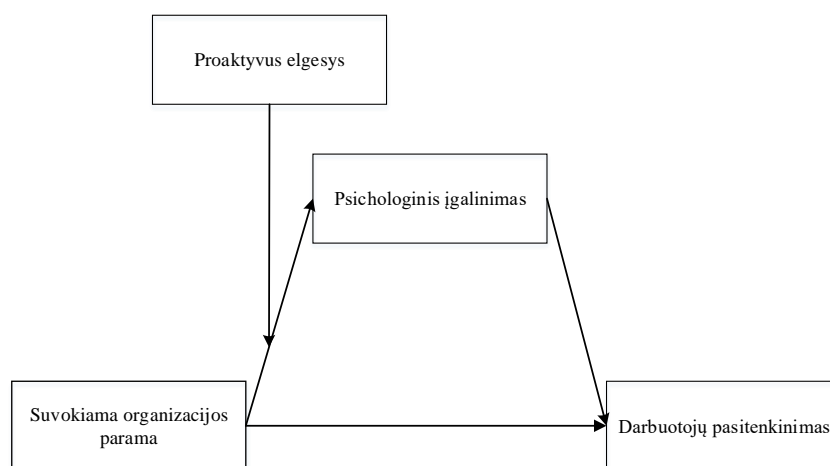 Proaktyvus elgesys
Psichologinis įgalinimas
Suvokiama organizacijos
parama
Darbuotojų pasitenkinimas